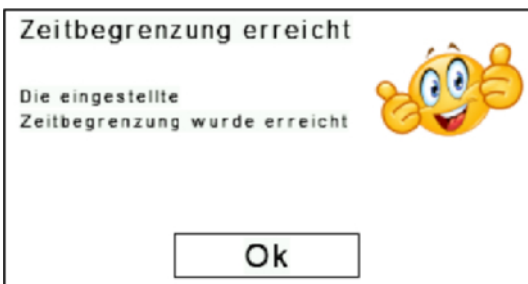 Zeitbegrenzung erreicht
Die eingestellte
Zeitbegrenzung wurde erreicht
Ok